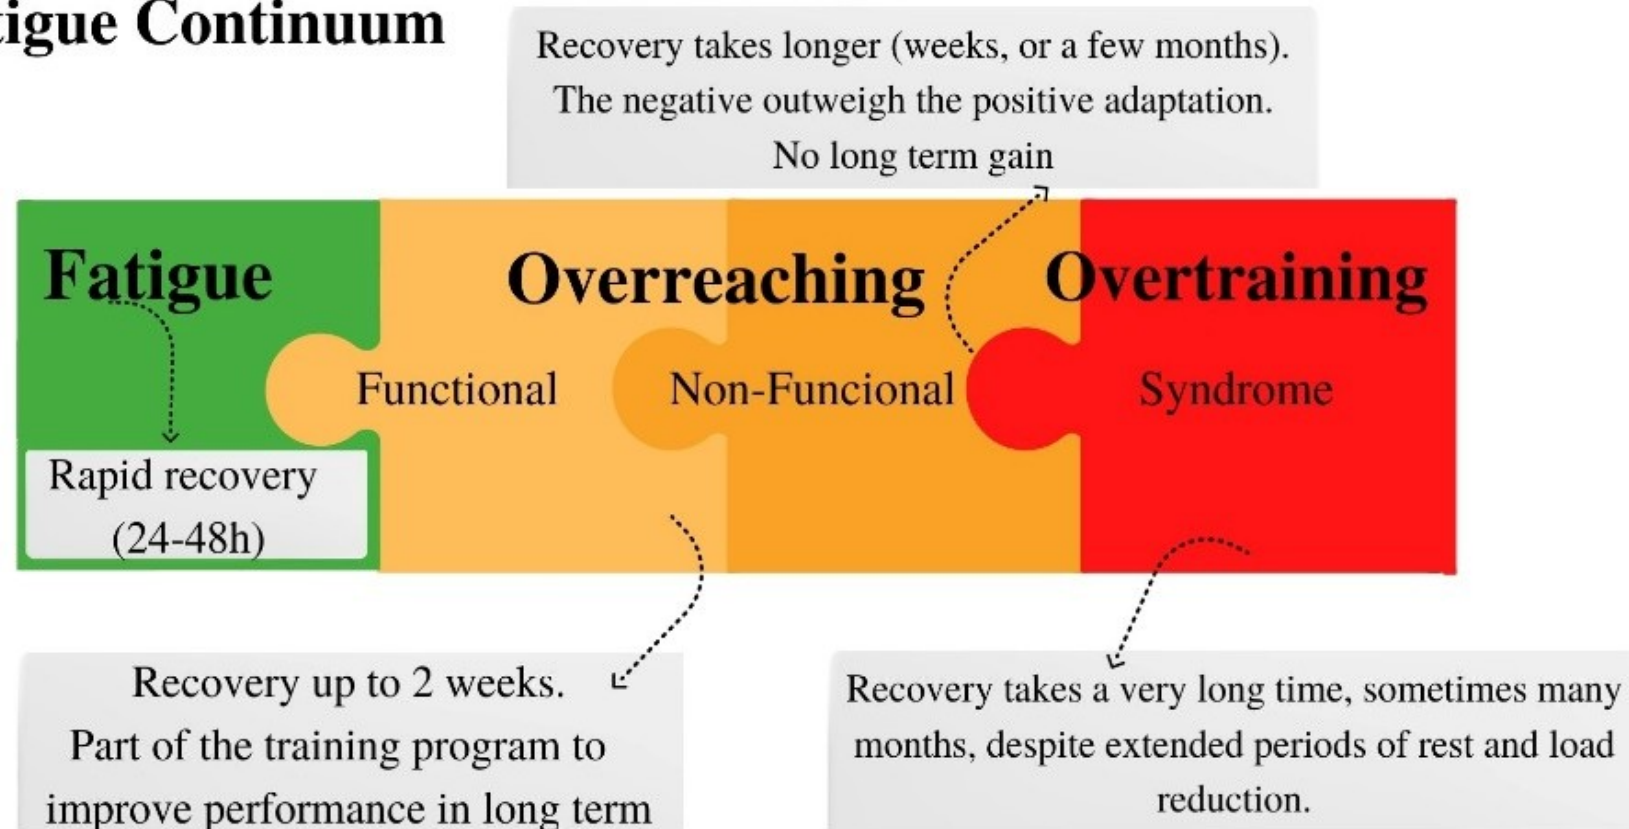 tigue Continuum
Recovery takes longer (weeks, or a few months).
The negative outweigh the positive adaptation.
No long term gain
Fatigue
Overreaching
Overtraining
Functional
Non-Funcional
Syndrome
Rapid recovery
(24-48h)
Recovery up to 2 weeks.
Part of the training program to
improve performance in long term
Recovery takes a very long time, sometimes many
months, despite extended periods of rest and load
reduction.